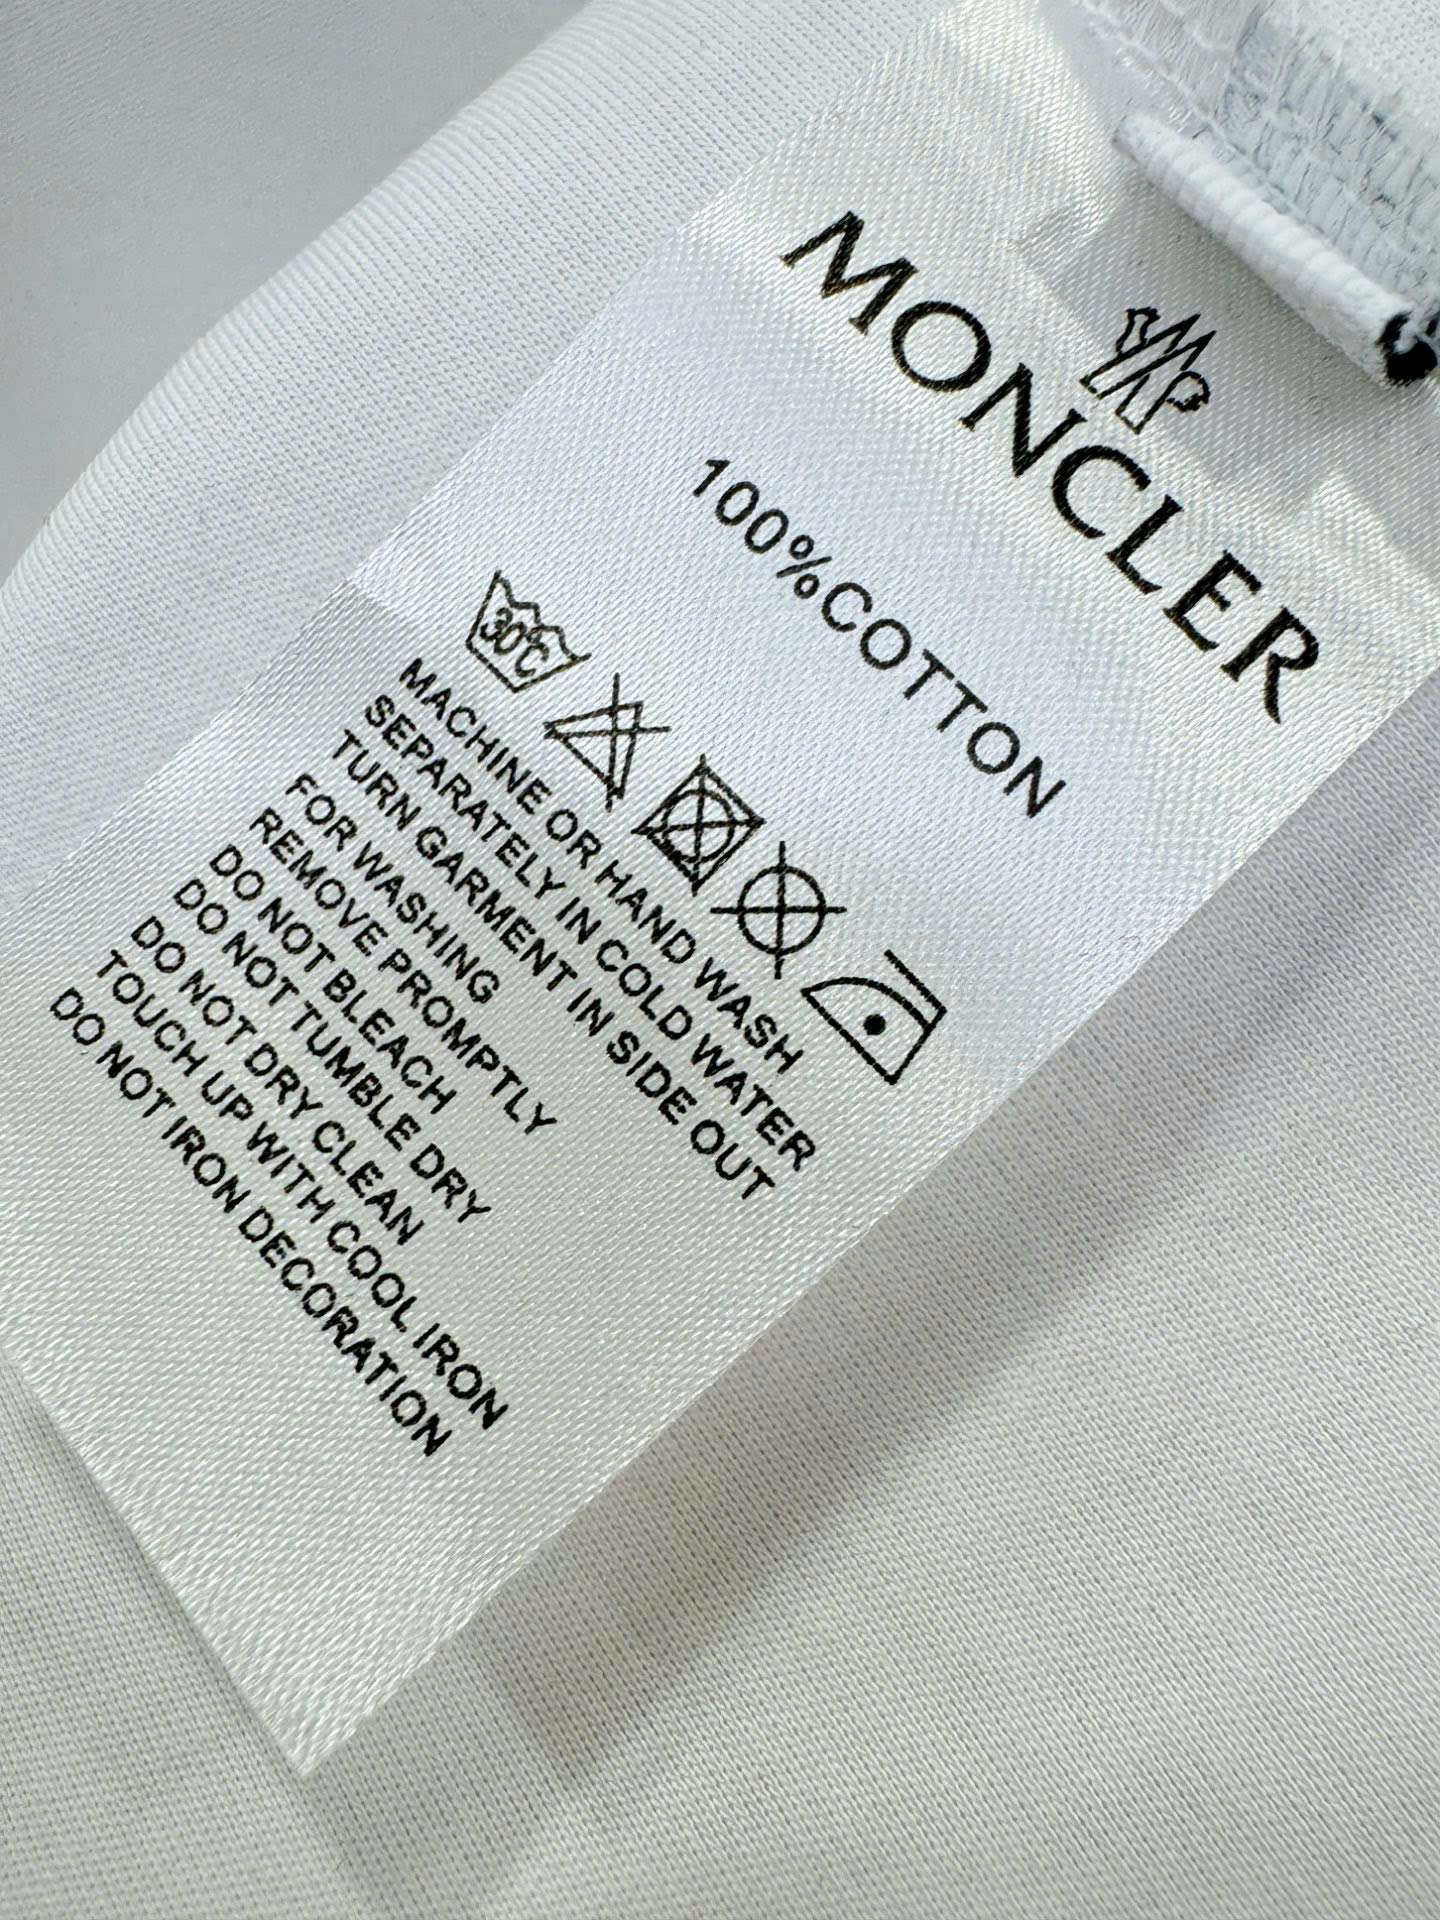 MONCLER
100%COTTON
30°C
MACHINE OR HAND WASH
SEPARATELY IN COLD WATER
TURN GARMENT IN SIDE OUT
FOR WASHING
REMOVE PROMPTLY
DO NOT BLEACH
DO NOT TUMBLE DRY
DO NOT DRY CLEAN
TOUCH UP WITH COOL IRON
DO NOT IRON DECORATION